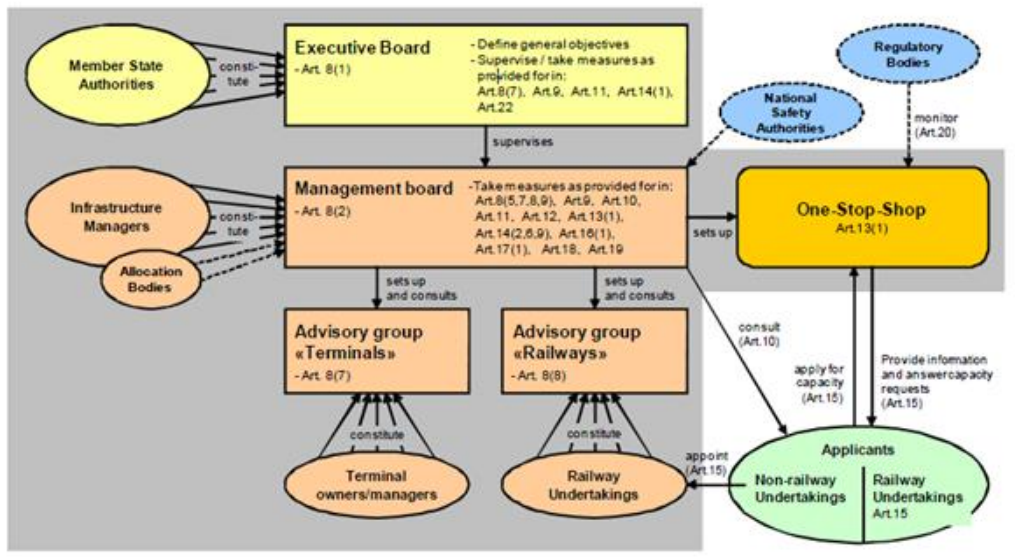 Member State
Authorities
consti-
tute
Executive Board
- Art. 8(1)
- Define general objectives
- Supervise / take measures as
provided for in:
Art.8(7), Art.9, Art.11, Art.14(1),
Art.22
Regulatory
Bodies
National
Safety
Authorities
monitor
(Art.20)
supervises
Infrastructure
Managers
consti-
tute
Allocation
Bodies
Management board
- Art. 8(2)
-Take measures as provided for in:
Art.8(5,7,8,9), Art.9, Art.10,
Art.11, Art.12, Art.13(1),
Art.14(2,6,9), Art.16(1),
Art.17(1), Art.18, Art.19
sets up
One-Stop-Shop
Art.13(1)
sets up
and consults
sets up
and consults
Advisory group
«Terminals»
- Art. 8(7)
Advisory group
«Railways»
- Art. 8(8)
consult
(Art.10)
apply for
capacity
(Art.15)
Provide information
and answer capacity
requests
(Art.15)
constitute
constitute
Terminal
owners/managers
Railway
Undertakings
appoint
(Art.15)
Applicants
Non-railway
Undertakings
Railway
Undertakings
Art.15